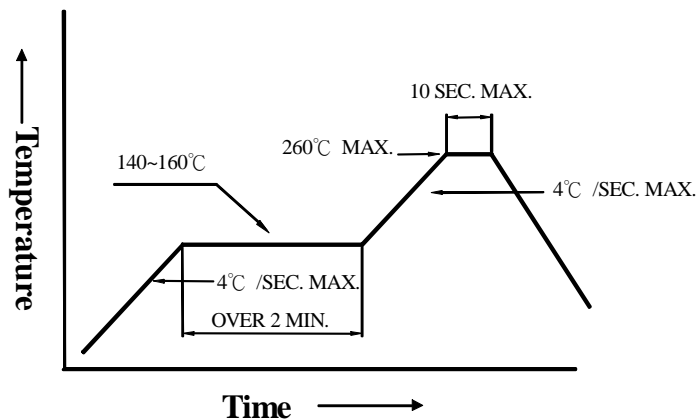 10 SEC. MAX.
260℃ MAX.
140~160℃
4℃ /SEC. MAX.
4℃ /SEC. MAX.
OVER 2 MIN.
Temperature
Time